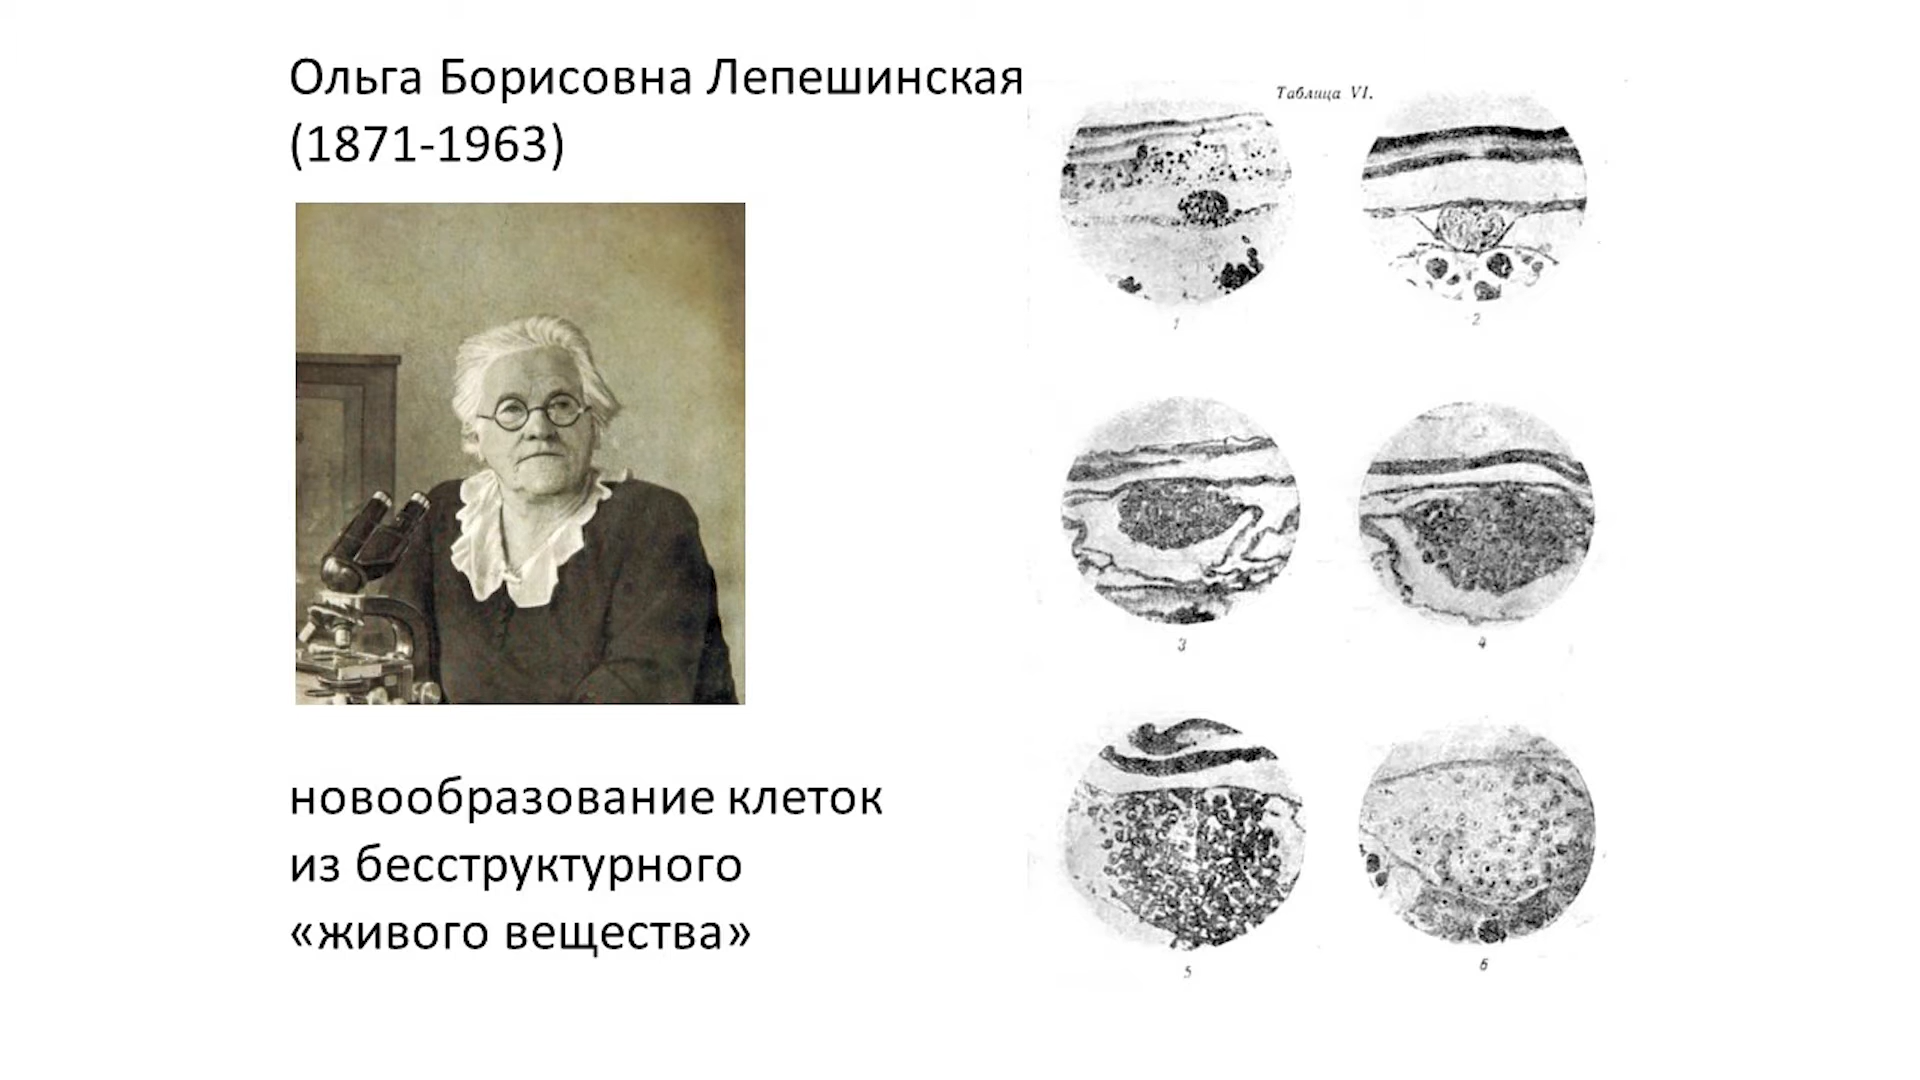 Ольга Борисовна Лепешинская
(1871-1963)
новообразование клеток
из бесструктурного
«живого вещества»
Таблица VI.
1
2
3
4
5
6